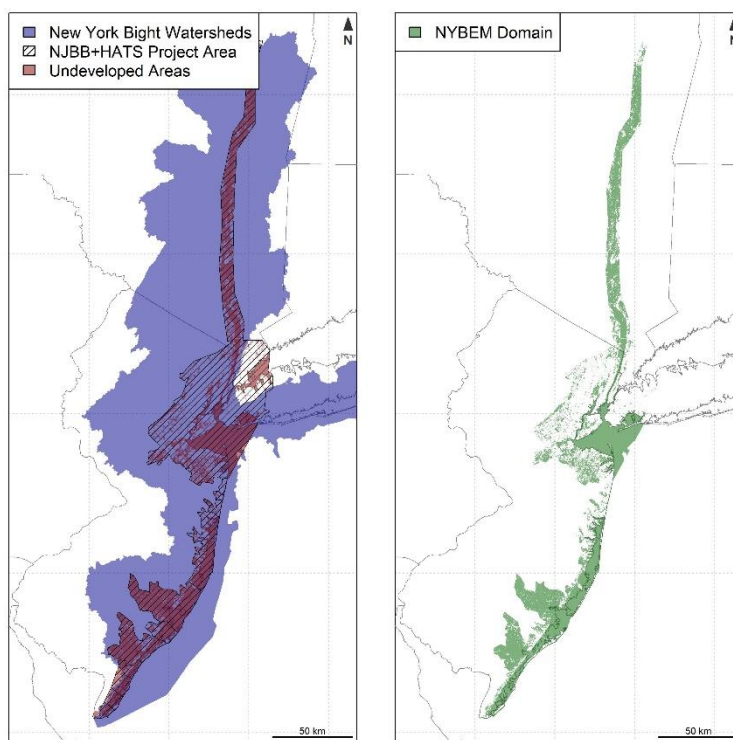 New York Bight Watersheds
NJBB+HATS Project Area
Undeveloped Areas
N
50 km
NYBEM Domain
N
50 km